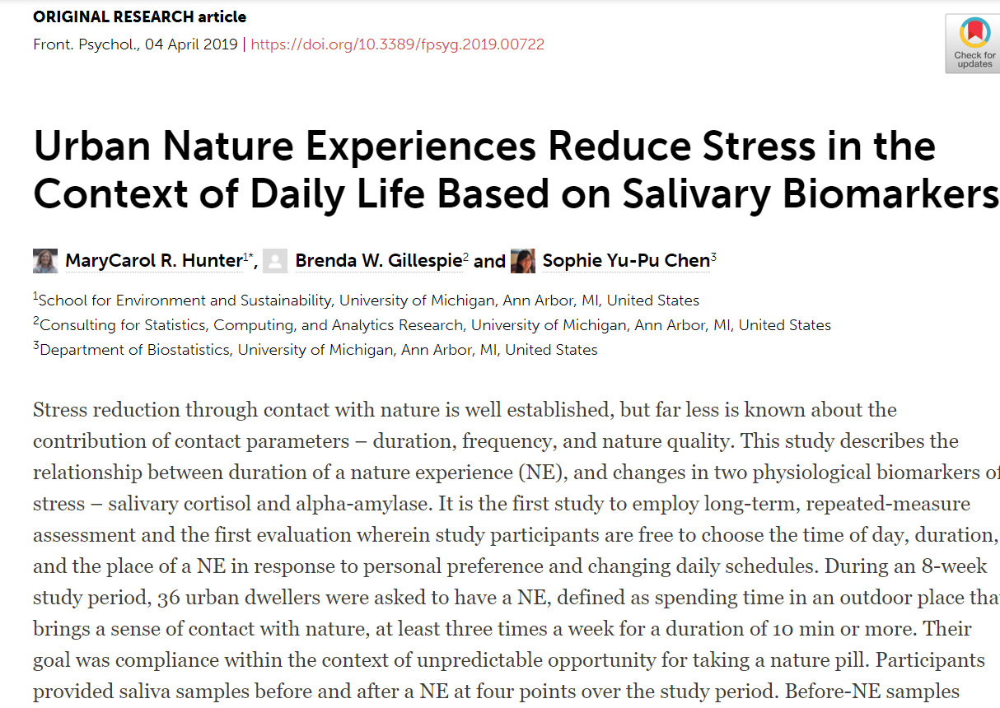 ORIGINAL RESEARCH article
Front. Psychol., 04 April 2019 | https://doi.org/10.3389/fpsyg.2019.00722
Check for
updates
Urban Nature Experiences Reduce Stress in the
Context of Daily Life Based on Salivary Biomarkers
MaryCarol R. Hunter1*, Brenda W. Gillespie2 and Sophie Yu-Pu Chen3
1School for Environment and Sustainability, University of Michigan, Ann Arbor, MI, United States
2Consulting for Statistics, Computing, and Analytics Research, University of Michigan, Ann Arbor, MI, United States
3Department of Biostatistics, University of Michigan, Ann Arbor, MI, United States
Stress reduction through contact with nature is well established, but far less is known about the
contribution of contact parameters – duration, frequency, and nature quality. This study describes the
relationship between duration of a nature experience (NE), and changes in two physiological biomarkers of
stress – salivary cortisol and alpha-amylase. It is the first study to employ long-term, repeated-measure
assessment and the first evaluation wherein study participants are free to choose the time of day, duration,
and the place of a NE in response to personal preference and changing daily schedules. During an 8-week
study period, 36 urban dwellers were asked to have a NE, defined as spending time in an outdoor place tha
brings a sense of contact with nature, at least three times a week for a duration of 10 min or more. Their
goal was compliance within the context of unpredictable opportunity for taking a nature pill. Participants
provided saliva samples before and after a NE at four points over the study period. Before-NE samples